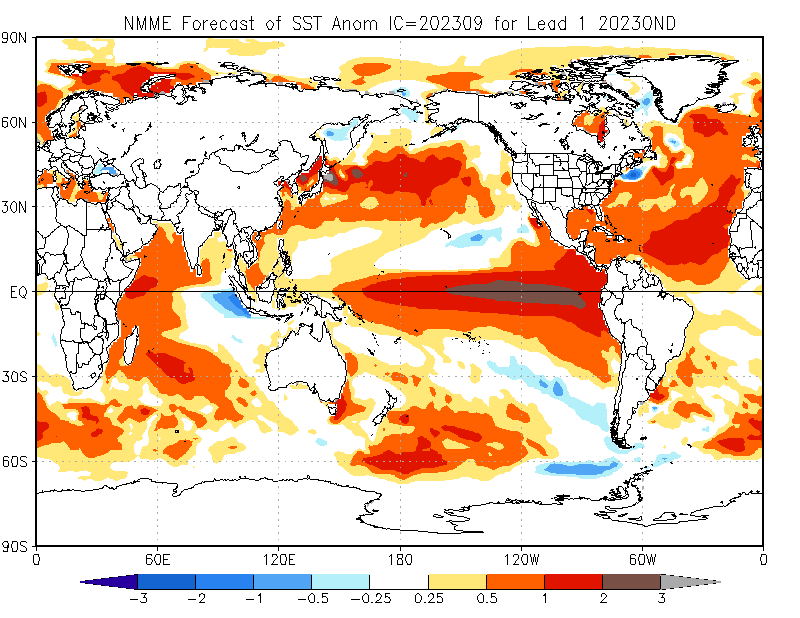 NMME Forecast of SST Anom IC=202309 for Lead 1 2023OND
90N
60N
30N
EQ
30S
60S
90S
0 60E 120E 180 120W 60W 0
-3 -2 -1 -0.5 -0.25 0.25 0.5 1 2 3